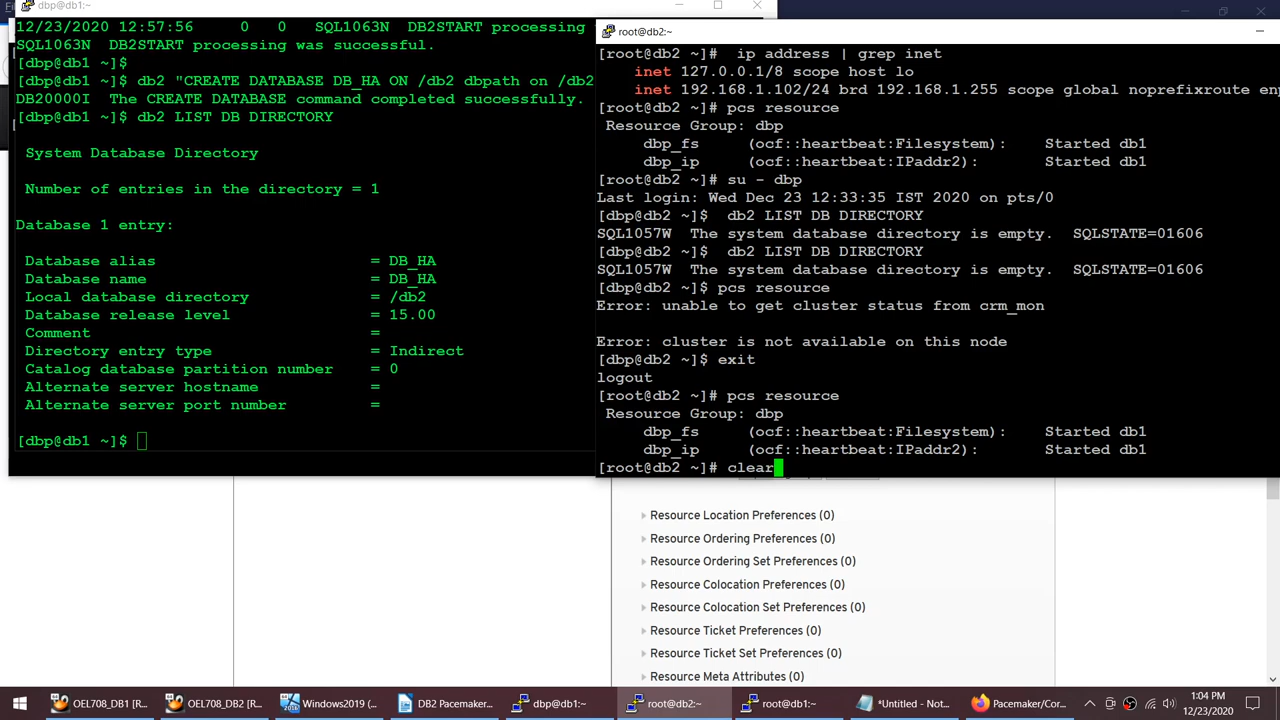 dbp@db1:~
12/23/2020 12:57:56     0   0   SQL1063N  DB2START processing
SQL1063N  DB2START processing was successful.
[dbp@db1 ~]$
[dbp@db1 ~]$ db2 "CREATE DATABASE DB_HA ON /db2 dbpath on /db2
DB20000I  The CREATE DATABASE command completed successfully.
[dbp@db1 ~]$ db2 LIST DB DIRECTORY
System Database Directory
Number of entries in the directory = 1
Database 1 entry:
Database alias                       = DB_HA
Database name                        = DB_HA
Local database directory             = /db2
Database release level               = 15.00
Comment                              =
Directory entry type                 = Indirect
Catalog database partition number    = 0
Alternate server hostname            =
Alternate server port number         =
[dbp@db1 ~]$
root@db2:~
[root@db2 ~]#  ip address | grep inet
inet 127.0.0.1/8 scope host lo
inet 192.168.1.102/24 brd 192.168.1.255 scope global noprefixroute
[root@db2 ~]# pcs resource
Resource Group: dbp
dbp_fs     (ocf::heartbeat:Filesystem):     Started db1
dbp_ip     (ocf::heartbeat:IPaddr2):     Started db1
[root@db2 ~]# su - dbp
Last login: Wed Dec 23 12:33:35 IST 2020 on pts/0
[dbp@db2 ~]$  db2 LIST DB DIRECTORY
SQL1057W  The system database directory is empty.  SQLSTATE=01606
[dbp@db2 ~]$  db2 LIST DB DIRECTORY
SQL1057W  The system database directory is empty.  SQLSTATE=01606
[dbp@db2 ~]$ pcs resource
Error: unable to get cluster status from crm_mon
Error: cluster is not available on this node
[dbp@db2 ~]$ exit
logout
[root@db2 ~]# pcs resource
Resource Group: dbp
dbp_fs     (ocf::heartbeat:Filesystem):     Started db1
dbp_ip     (ocf::heartbeat:IPaddr2):     Started db1
[root@db2 ~]# clear
Resource Location Preferences (0)
Resource Ordering Preferences (0)
Resource Ordering Set Preferences (0)
Resource Colocation Preferences (0)
Resource Colocation Set Preferences (0)
Resource Ticket Preferences (0)
Resource Ticket Set Preferences (0)
Resource Meta Attributes (0)
OEL708_DB1 [R...
OEL708_DB2 [R...
Windows2019 (...
DB2 Pacemaker...
dbp@db1:~
root@db2:~
root@db1:~
*Untitled - Not...
Pacemaker/Cor...
1:04 PM
12/23/2020